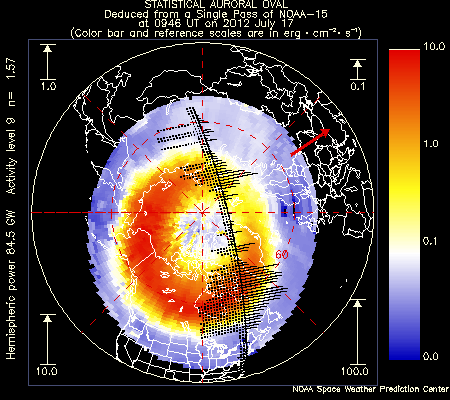 STATISTICAL AURORAL OVAL
Deduced from a Single Pass of NOAA-15
at 0946 UT on 2012 July 17
(Color bar and reference scales are in erg · cm⁻² · s⁻¹)
Hemispheric power 84.5 GW Activity level 9 n= 1.57
1.0
0.1
10.0
1.0
0.1
0.0
60
10.0
100.0
NOAA Space Weather Prediction Center